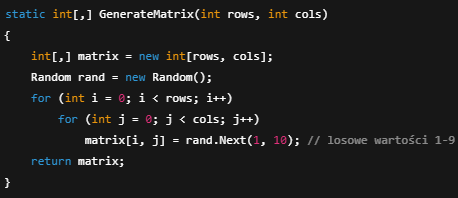 static int[,] GenerateMatrix(int rows, int cols)
{
    int[,] matrix = new int[rows, cols];
    Random rand = new Random();
    for (int i = 0; i < rows; i++)
        for (int j = 0; j < cols; j++)
            matrix[i, j] = rand.Next(1, 10); // losowe wartości 1-9
    return matrix;
}